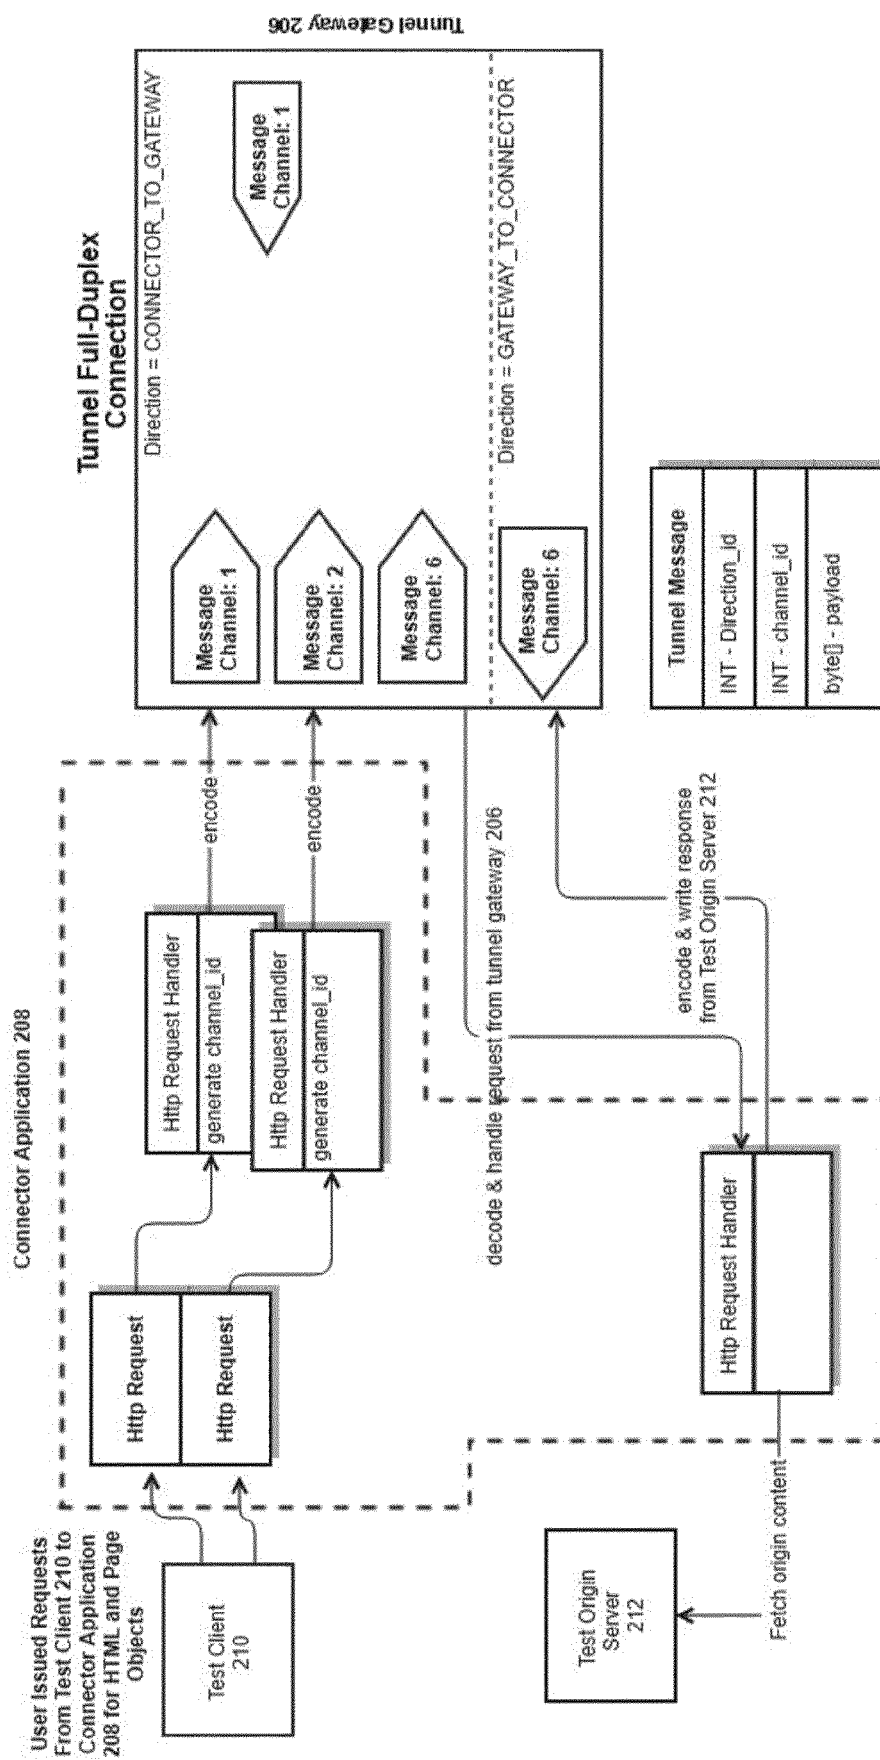 Connector Application 208
User Issued Requests
From Test Client 210 to
Connector Application
208 for HTML and Page
Objects
Test Client
210
Http Request
Http Request
Http Request Handler
generate channel_id
Http Request Handler
generate channel_id
encode
encode
Tunnel Full-Duplex
Connection
Direction = CONNECTOR_TO_GATEWAY
Message
Channel: 1
Message
Channel: 2
Message
Channel: 6
Message
Channel: 1
Direction = GATEWAY_TO_CONNECTOR
Message
Channel: 6
Tunnel Gateway 206
decode & handle request from tunnel gateway 206
encode & write response
from Test Origin Server 212
Http Request Handler
Fetch origin content
Test Origin
Server
212
Tunnel Message
INT - Direction_id
INT - channel_id
byte[] - payload